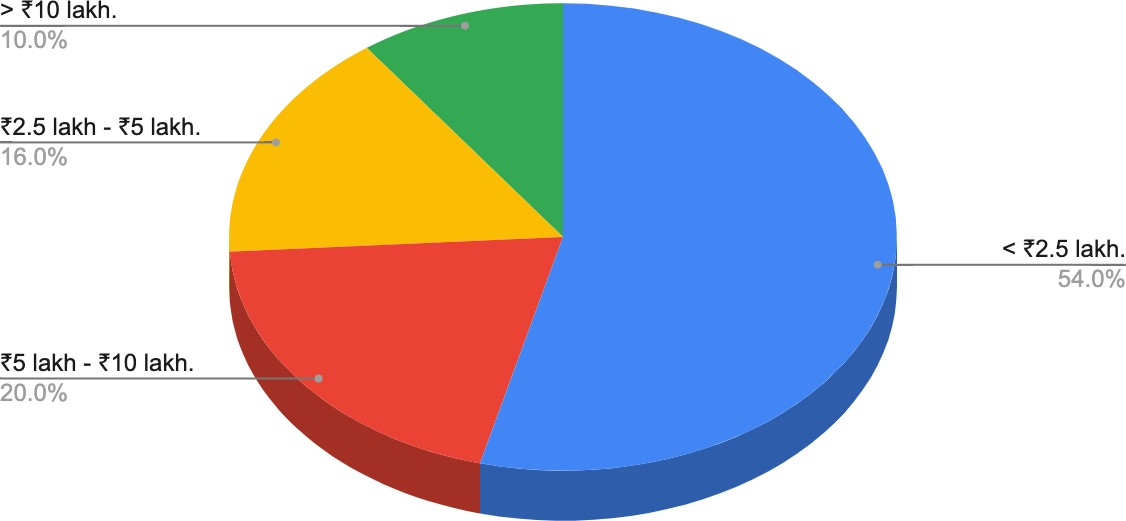 > ₹10 lakh.
10.0%
₹2.5 lakh - ₹5 lakh.
16.0%
< ₹2.5 lakh.
54.0%
₹5 lakh - ₹10 lakh.
20.0%